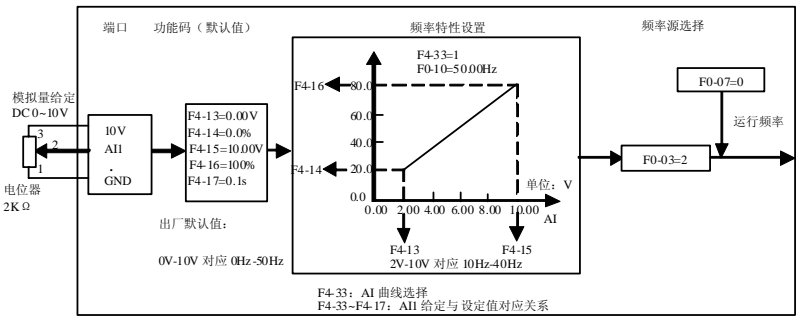 端口
功能码（默认值）
频率特性设置
频率源选择
模拟量给定
DC 0~10V
3
2
1
电位器
2KΩ
10V
AI1
.
GND
F4-13=0.00V
F4-14=0.0%
F4-15=10.00V
F4-16=100%
F4-17=0.1s
出厂默认值：
0V-10V 对应 0Hz-50Hz
F4-33=1
F0-10=50.00Hz
F4-16
80.0
60.0
40.0
F4-14
20.0
0.0
单位：V
0.00 2.00 4.00 6.00 8.00 10.00
AI
F4-13
F4-15
2V-10V 对应 10Hz-40Hz
F0-07=0
运行频率
F0-03=2
F4-33：AI 曲线选择
F4-33~F4-17：AI1 给定与设定值对应关系